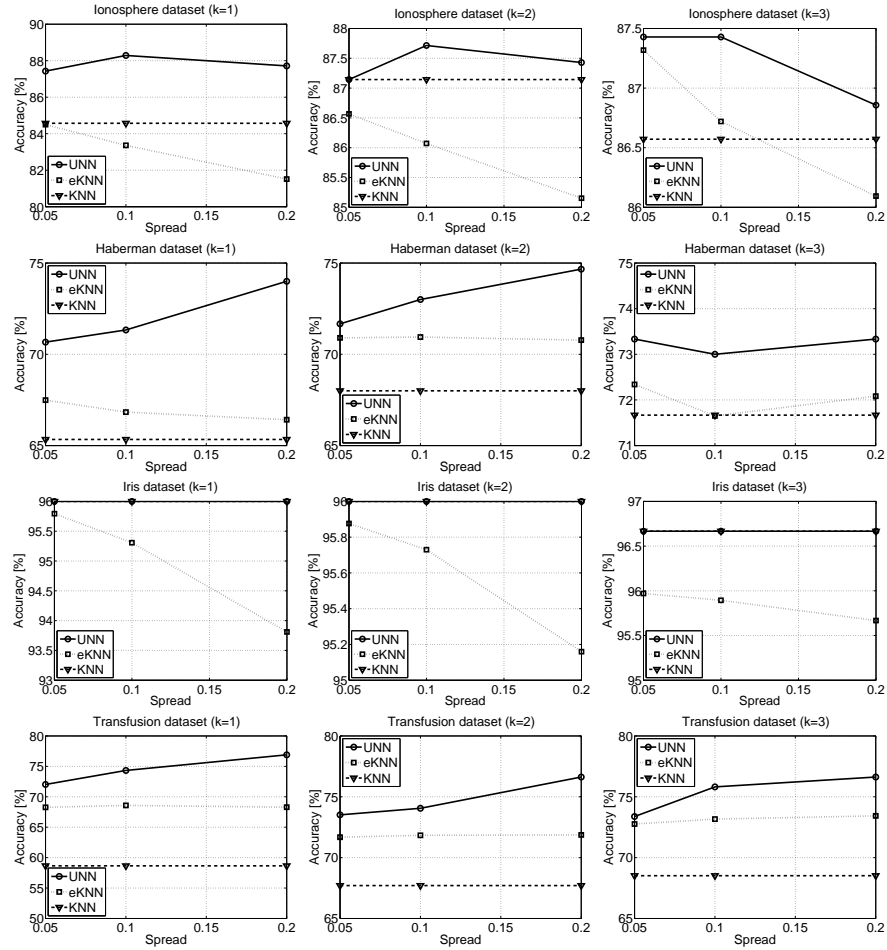 Ionosphere dataset (k=1)
90
88
86
84
82
80
0.05
0.1
0.15
0.2
Accuracy [%]
Spread
UNN
eKNN
KNN
Ionosphere dataset (k=2)
88
87.5
87
86.5
86
85.5
85
0.05
0.1
0.15
0.2
Accuracy [%]
Spread
UNN
eKNN
KNN
Ionosphere dataset (k=3)
87.5
87
86.5
86
0.05
0.1
0.15
0.2
Accuracy [%]
Spread
UNN
eKNN
KNN
Haberman dataset (k=1)
75
70
65
0.05
0.1
0.15
0.2
Accuracy [%]
Spread
UNN
eKNN
KNN
Haberman dataset (k=2)
75
70
65
0.05
0.1
0.15
0.2
Accuracy [%]
Spread
UNN
eKNN
KNN
Haberman dataset (k=3)
75
74
73
72
71
0.05
0.1
0.15
0.2
Accuracy [%]
Spread
UNN
eKNN
KNN
Iris dataset (k=1)
96
95.5
95
94.5
94
93.5
93
0.05
0.1
0.15
0.2
Accuracy [%]
Spread
UNN
eKNN
KNN
Iris dataset (k=2)
96
95.8
95.6
95.4
95.2
95
0.05
0.1
0.15
0.2
Accuracy [%]
Spread
UNN
eKNN
KNN
Iris dataset (k=3)
97
96.5
96
95.5
95
0.05
0.1
0.15
0.2
Accuracy [%]
Spread
UNN
eKNN
KNN
Transfusion dataset (k=1)
80
75
70
65
60
55
50
0.05
0.1
0.15
0.2
Accuracy [%]
Spread
UNN
eKNN
KNN
Transfusion dataset (k=2)
80
75
70
65
0.05
0.1
0.15
0.2
Accuracy [%]
Spread
UNN
eKNN
KNN
Transfusion dataset (k=3)
80
75
70
65
0.05
0.1
0.15
0.2
Accuracy [%]
Spread
UNN
eKNN
KNN